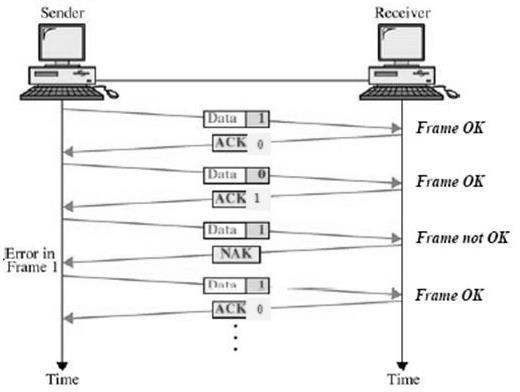 Sender
Receiver
Data 1
Frame OK
ACK 0
Data 0
Frame OK
ACK 1
Data 1
Frame not OK
Error in
Frame 1
NAK
Data 1
Frame OK
ACK 0
Time
Time